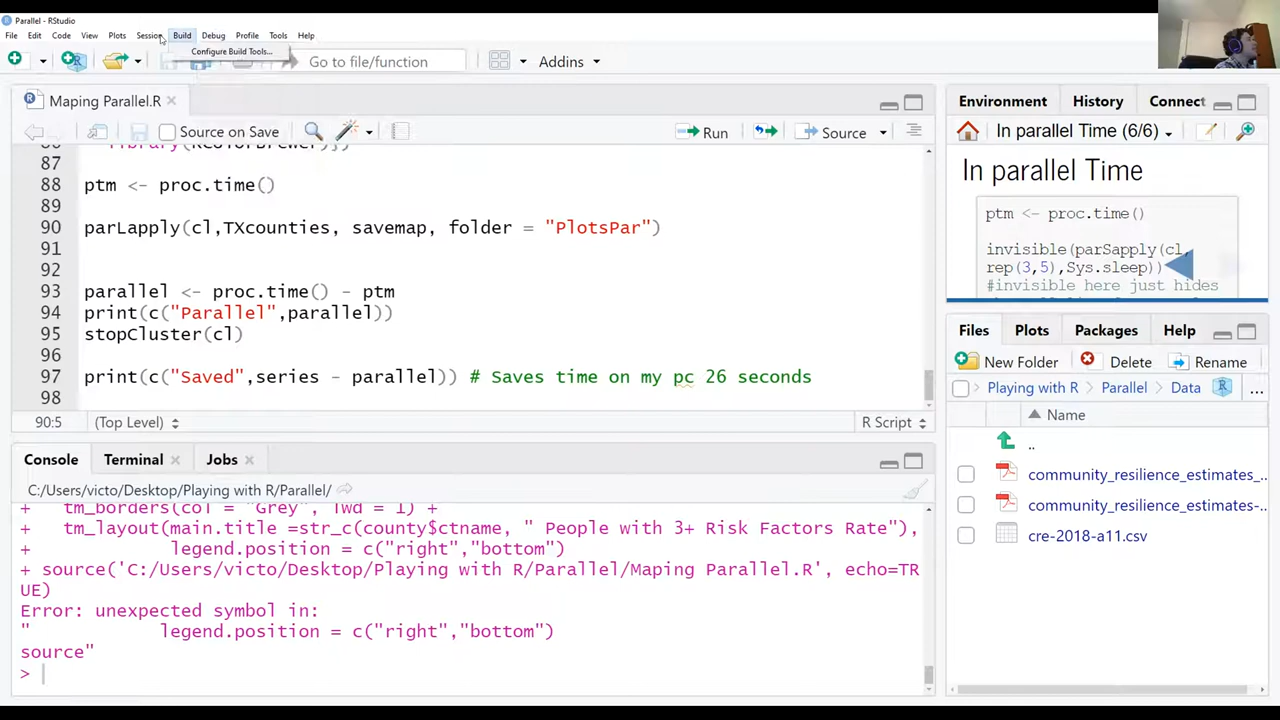 Parallel - RStudio
File Edit Code View Plots Session Build Debug Profile Tools Help
Configure Build Tools...
Go to file/function
Addins
Maping Parallel.R
Source on Save
Run
Source
87
88 ptm <- proc.time()
89
90 parLapply(cl,TXcounties, savemap, folder = "PlotsPar")
91
92
93 parallel <- proc.time() - ptm
94 print(c("Parallel",parallel))
95 stopCluster(cl)
96
97 print(c("Saved",series - parallel)) # Saves time on my pc 26 seconds
98
90:5 (Top Level) R Script
Console Terminal Jobs
C:/Users/victo/Desktop/Playing with R/Parallel/
+ tm_borders(col = "Grey", lwd = 1) +
+ tm_layout(main.title =str_c(county$ctname, " People with 3+ Risk Factors Rate"),
+ legend.position = c("right","bottom")
+ source('C:/Users/victo/Desktop/Playing with R/Parallel/Maping Parallel.R', echo=TR
UE)
Error: unexpected symbol in:
" legend.position = c("right","bottom")
source"
>
Environment History Connect
In parallel Time (6/6)
In parallel Time
ptm <- proc.time()
invisible(parSapply(cl,
rep(3,5),Sys.sleep))
#invisible here just hides
Files Plots Packages Help
New Folder Delete Rename
Playing with R > Parallel > Data ...
Name
..
community_resilience_estimates_...
community_resilience_estimates-...
cre-2018-a11.csv